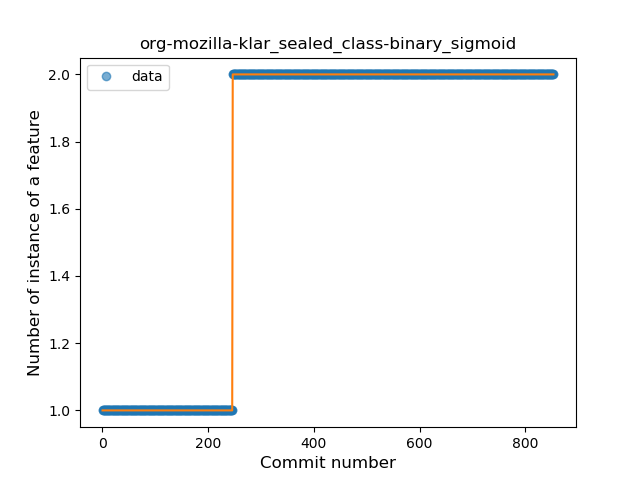 org-mozilla-klar_sealed_class-binary_sigmoid
data
Number of instance of a feature
2.0
1.8
1.6
1.4
1.2
1.0
0 200 400 600 800
Commit number